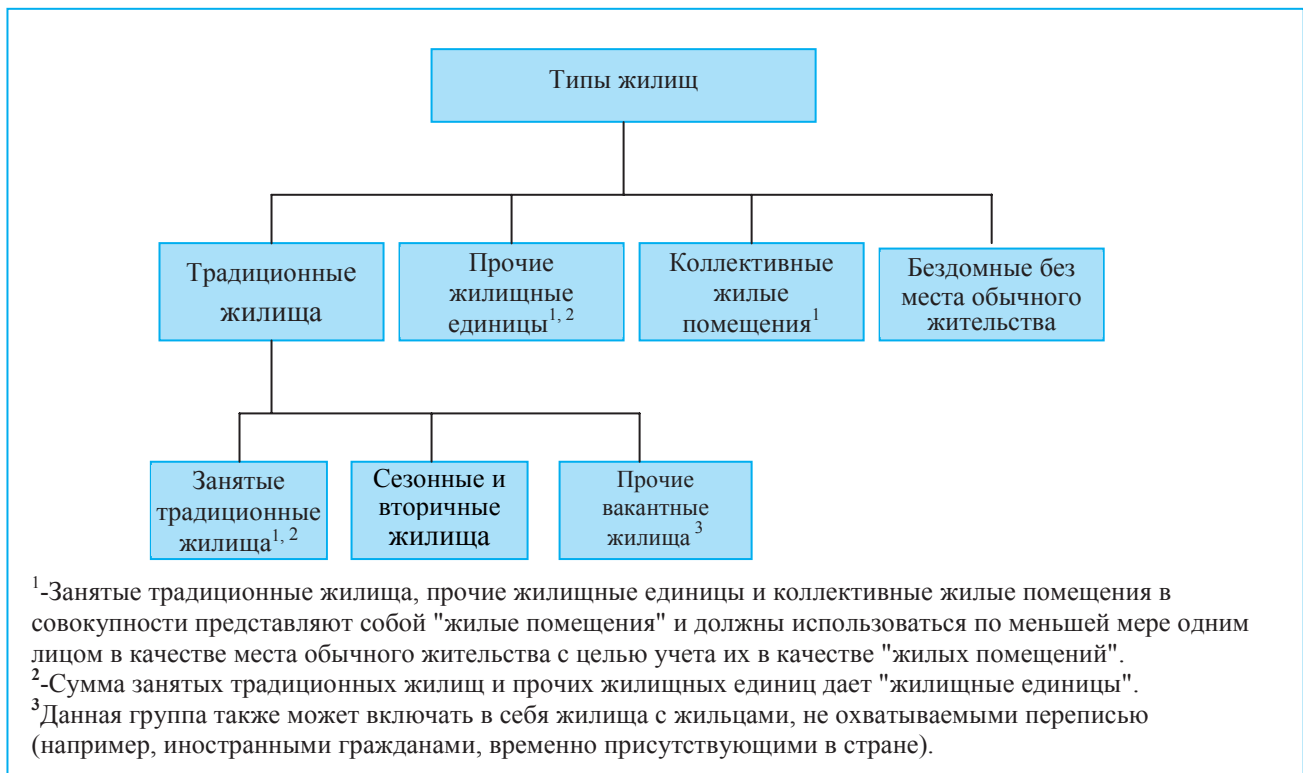 Типы жилищ
Традиционные
жилища
Прочие
жилищные
единицы1, 2
Коллективные
жилые
помещения1
Бездомные без
места обычного
жительства
Занятые
традиционные
жилища1, 2
Сезонные и
вторичные
жилища
Прочие
вакантные
жилища 3
1-Занятые традиционные жилища, прочие жилищные единицы и коллективные жилые помещения в
совокупности представляют собой "жилые помещения" и должны использоваться по меньшей мере одним
лицом в качестве места обычного жительства с целью учета их в качестве "жилых помещений".
2-Сумма занятых традиционных жилищ и прочих жилищных единиц дает "жилищные единицы".
3Данная группа также может включать в себя жилища с жильцами, не охватываемыми переписью
(например, иностранными гражданами, временно присутствующими в стране).